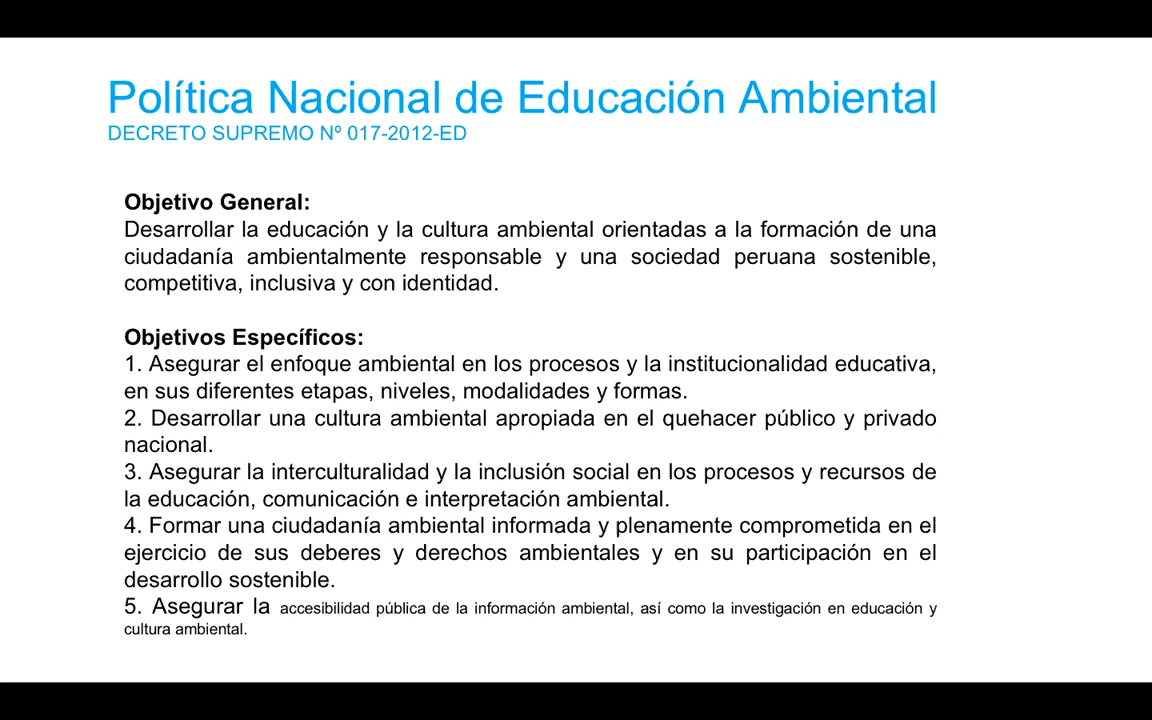 Política Nacional de Educación Ambiental
DECRETO SUPREMO Nº 017-2012-ED
Objetivo General:
Desarrollar la educación y la cultura ambiental orientadas a la formación de una
ciudadanía ambientalmente responsable y una sociedad peruana sostenible,
competitiva, inclusiva y con identidad.
Objetivos Específicos:
1. Asegurar el enfoque ambiental en los procesos y la institucionalidad educativa,
en sus diferentes etapas, niveles, modalidades y formas.
2. Desarrollar una cultura ambiental apropiada en el quehacer público y privado
nacional.
3. Asegurar la interculturalidad y la inclusión social en los procesos y recursos de
la educación, comunicación e interpretación ambiental.
4. Formar una ciudadanía ambiental informada y plenamente comprometida en el
ejercicio de sus deberes y derechos ambientales y en su participación en el
desarrollo sostenible.
5. Asegurar la accesibilidad pública de la información ambiental, así como la investigación en educación y
cultura ambiental.